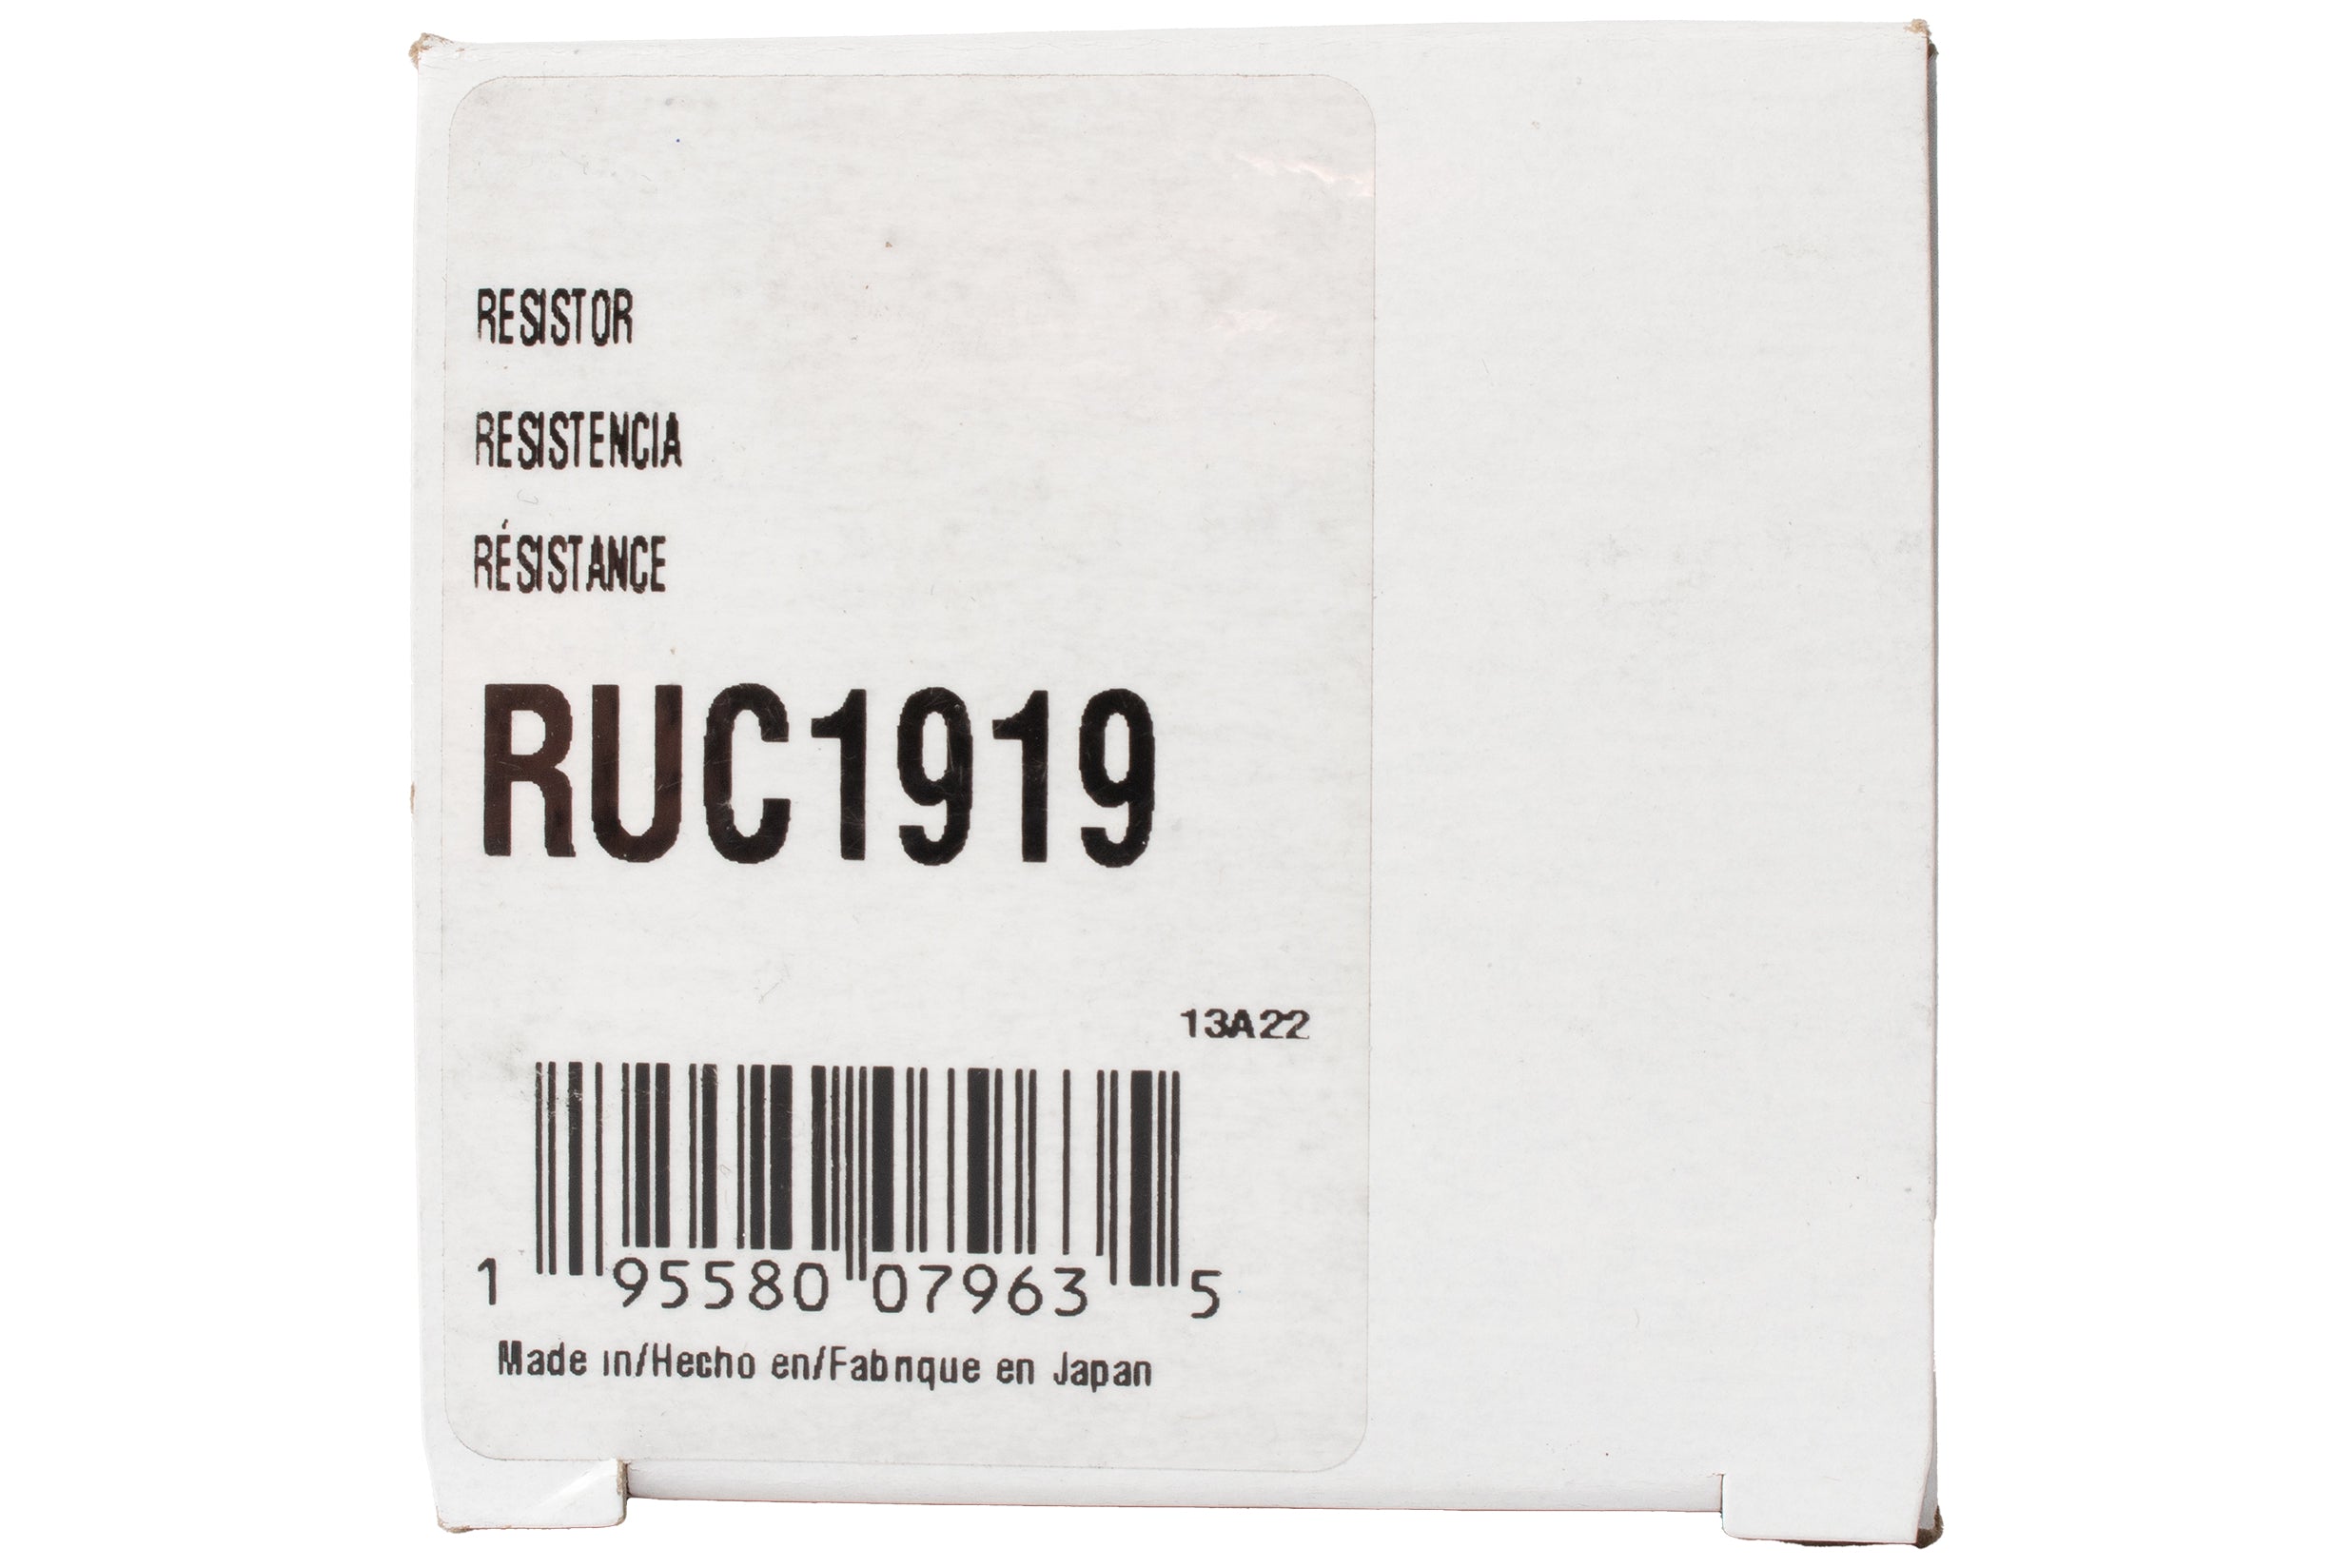 RESISTOR
RESISTENCIA
RÉSISTANCE
RUC1919
13A22
1 95580 07963 5
Made in/Hecho en/Fabrique en Japan